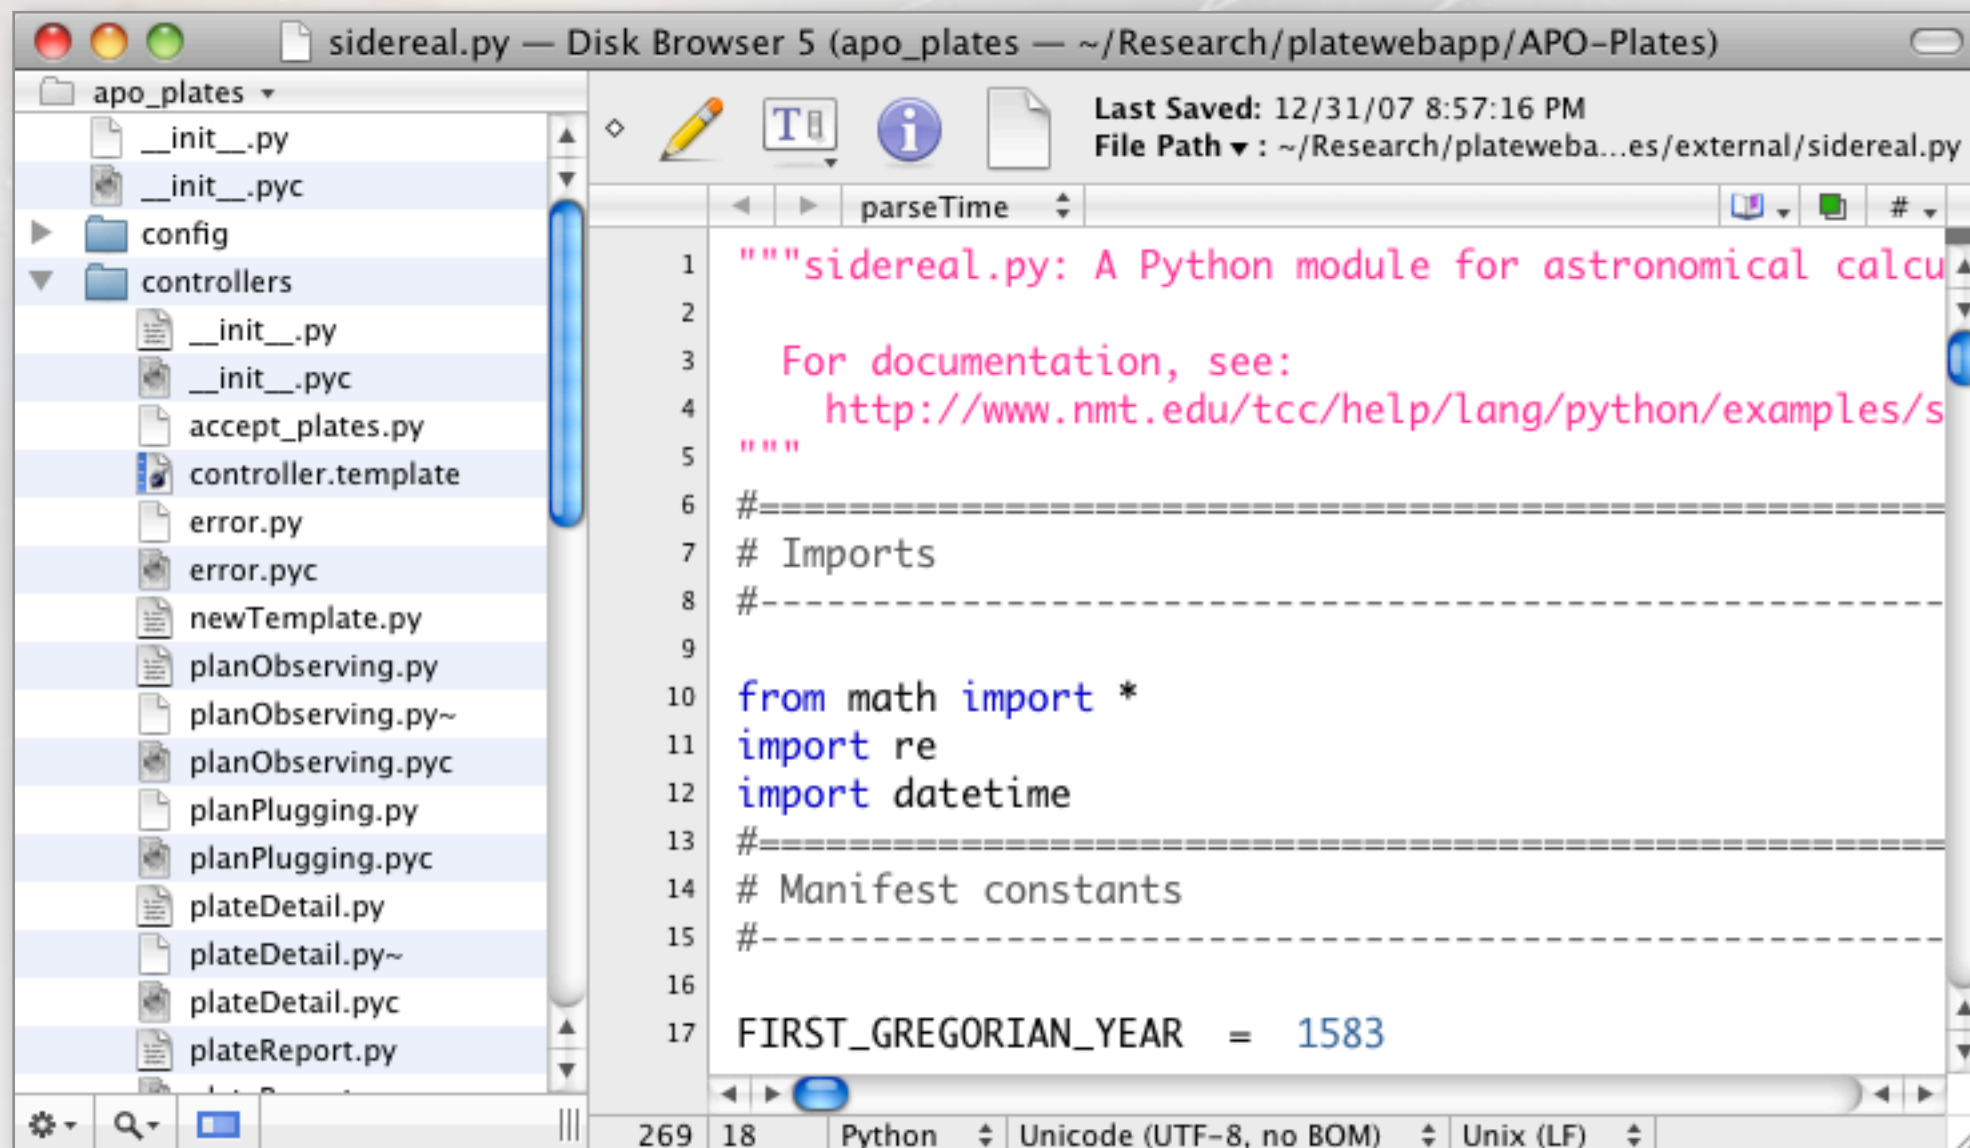 sidereal.py — Disk Browser 5 (apo_plates — ~/Research/platewebapp/APO-Plates)
apo_plates
__init__.py
__init__.pyc
config
controllers
__init__.py
__init__.pyc
accept_plates.py
controller.template
error.py
error.pyc
newTemplate.py
planObserving.py
planObserving.py~
planObserving.pyc
planPlugging.py
planPlugging.pyc
plateDetail.py
plateDetail.py~
plateDetail.pyc
plateReport.py
Last Saved: 12/31/07 8:57:16 PM
File Path ▾ : ~/Research/plateweba...es/external/sidereal.py
parseTime
#
1 """sidereal.py: A Python module for astronomical calcu
2
3 For documentation, see:
4 http://www.nmt.edu/tcc/help/lang/python/examples/s
5 """
6 #======================================================
7 # Imports
8 #------------------------------------------------------
9
10 from math import *
11 import re
12 import datetime
13 #======================================================
14 # Manifest constants
15 #------------------------------------------------------
16
17 FIRST_GREGORIAN_YEAR = 1583
269 18 Python Unicode (UTF-8, no BOM) Unix (LF)